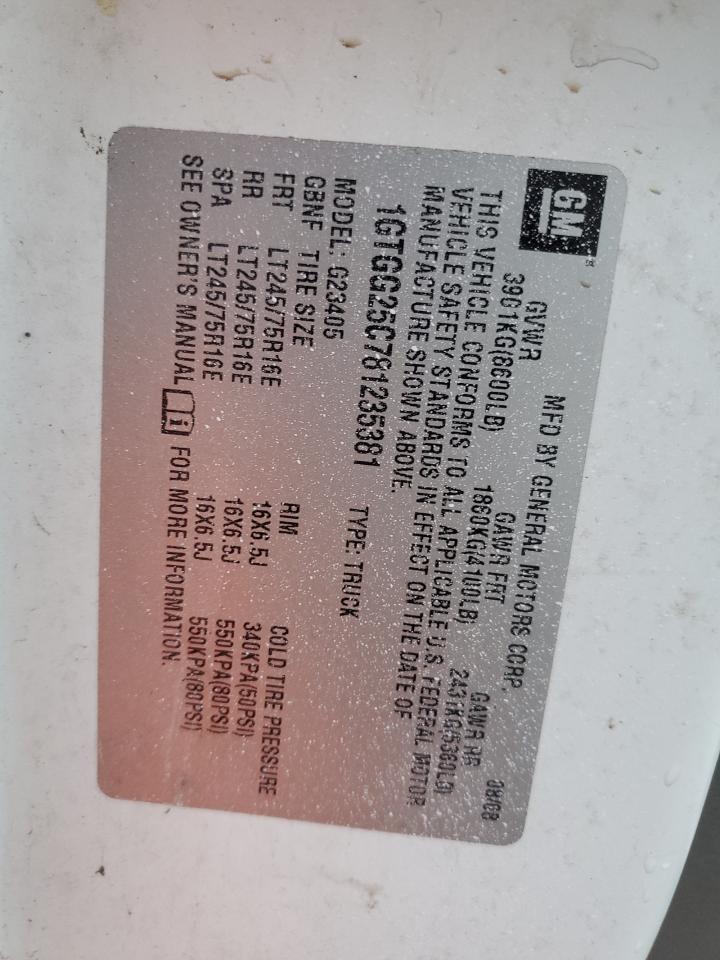 GM
MFD BY GENERAL MOTORS CORP. 08/08
GVWR GAWR FRT GAWR RR
3901KG(8600LB) 1860KG(4100LB) 2431KG(5360LB)
THIS VEHICLE CONFORMS TO ALL APPLICABLE U.S. FEDERAL MOTOR
VEHICLE SAFETY STANDARDS IN EFFECT ON THE DATE OF
MANUFACTURE SHOWN ABOVE.
1GTGG25C781235381 TYPE: TRUCK
MODEL: G23405
GBNF TIRE SIZE RIM COLD TIRE PRESSURE
FRT LT245/75R16E 16X6.5J 340KPA(50PSI)
RR LT245/75R16E 16X6.5J 550KPA(80PSI)
SPA LT245/75R16E 16X6.5J 550KPA(80PSI)
SEE OWNER'S MANUAL FOR MORE INFORMATION.